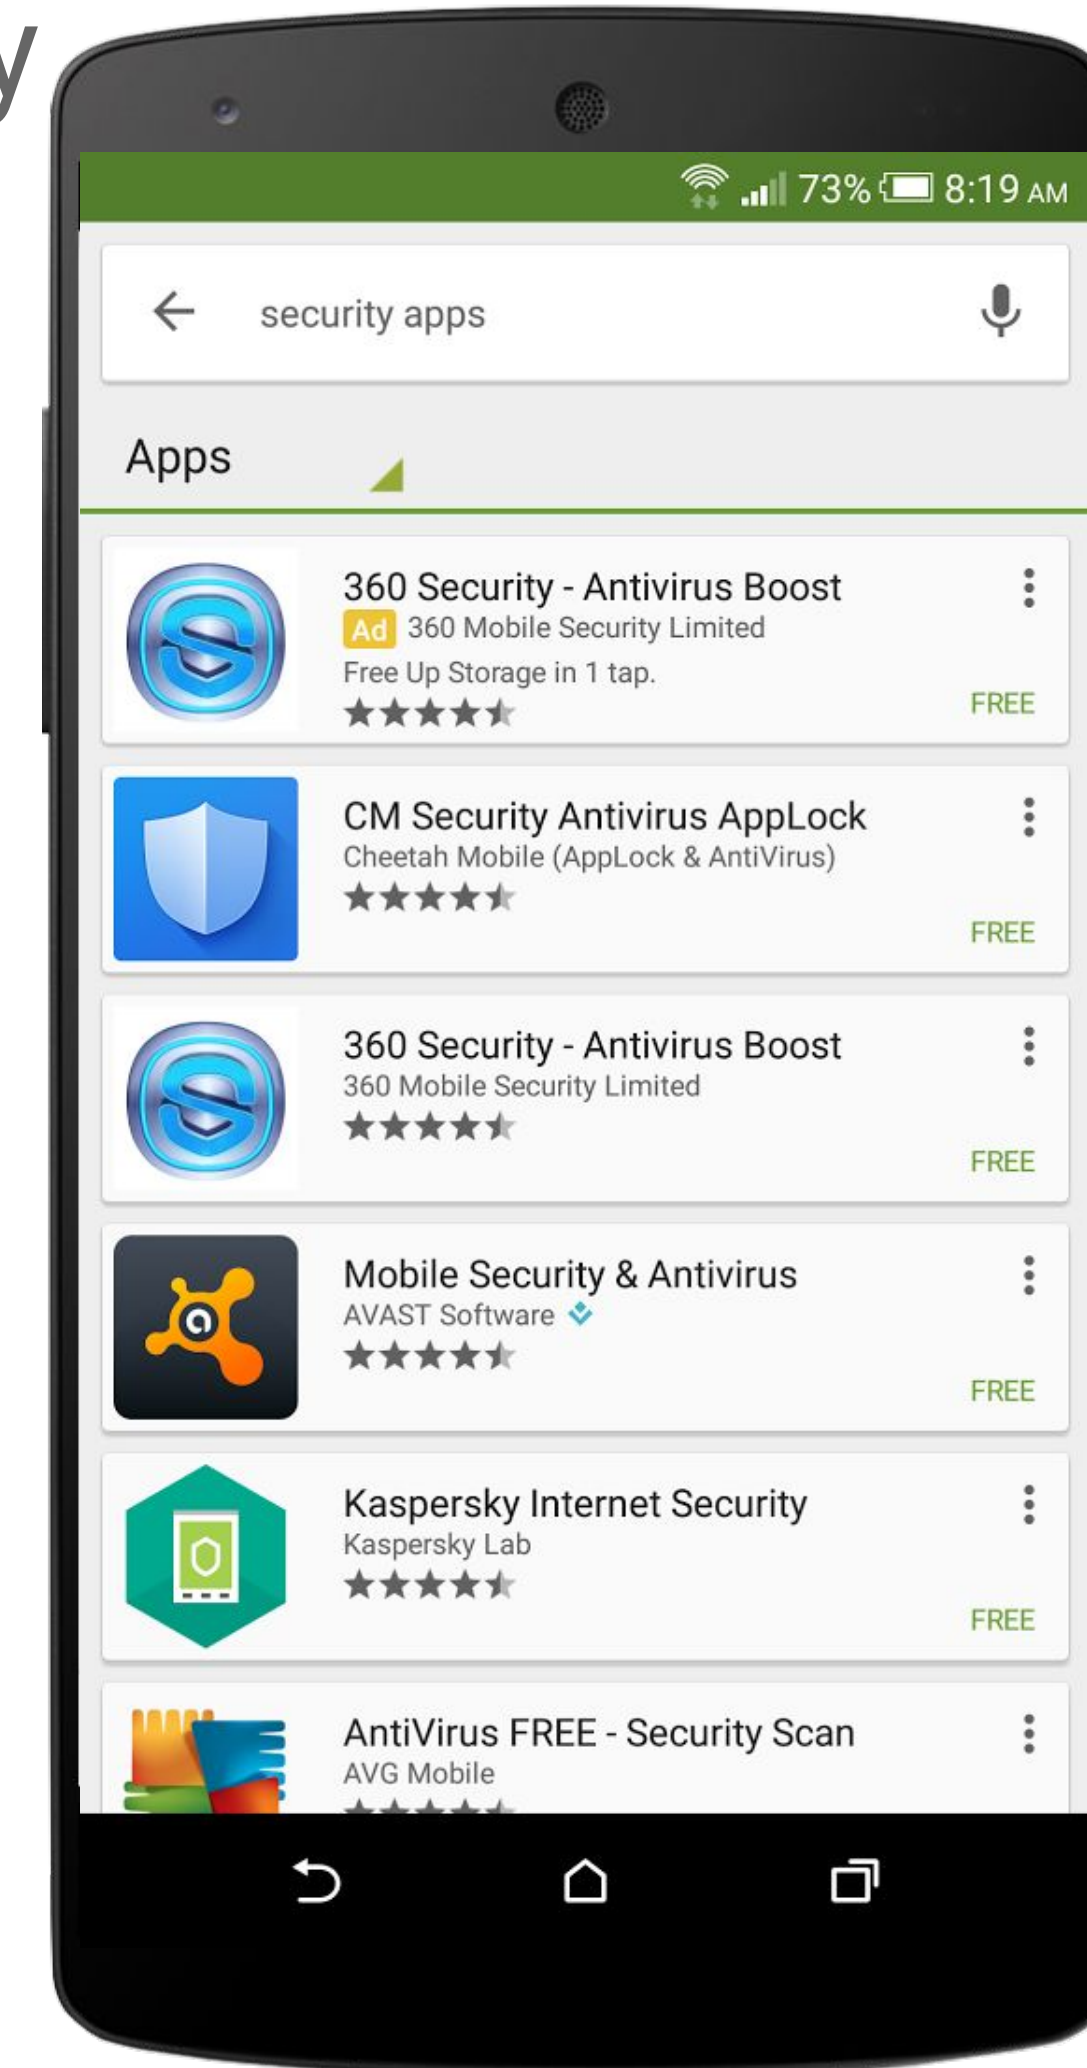 y
73% 8:19 AM
security apps
Apps
360 Security - Antivirus Boost
Ad 360 Mobile Security Limited
Free Up Storage in 1 tap.
FREE
CM Security Antivirus AppLock
Cheetah Mobile (AppLock & AntiVirus)
FREE
360 Security - Antivirus Boost
360 Mobile Security Limited
FREE
Mobile Security & Antivirus
AVAST Software
FREE
Kaspersky Internet Security
Kaspersky Lab
FREE
AntiVirus FREE - Security Scan
AVG Mobile